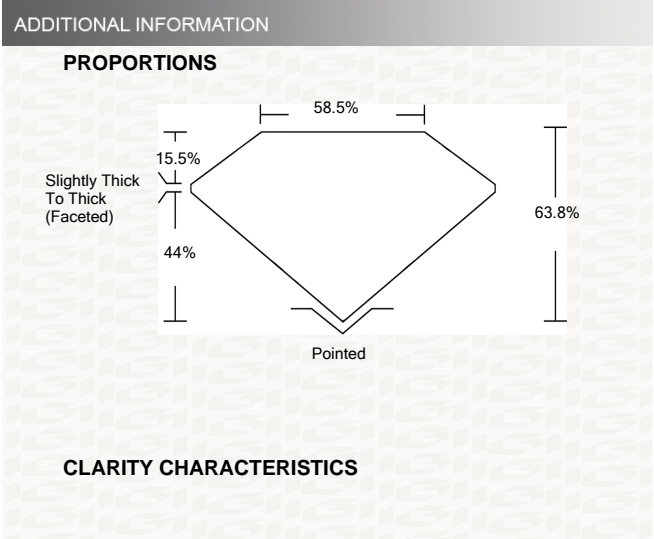 ADDITIONAL INFORMATION
PROPORTIONS
58.5%
15.5%
Slightly Thick
To Thick
(Faceted)
63.8%
44%
Pointed
CLARITY CHARACTERISTICS